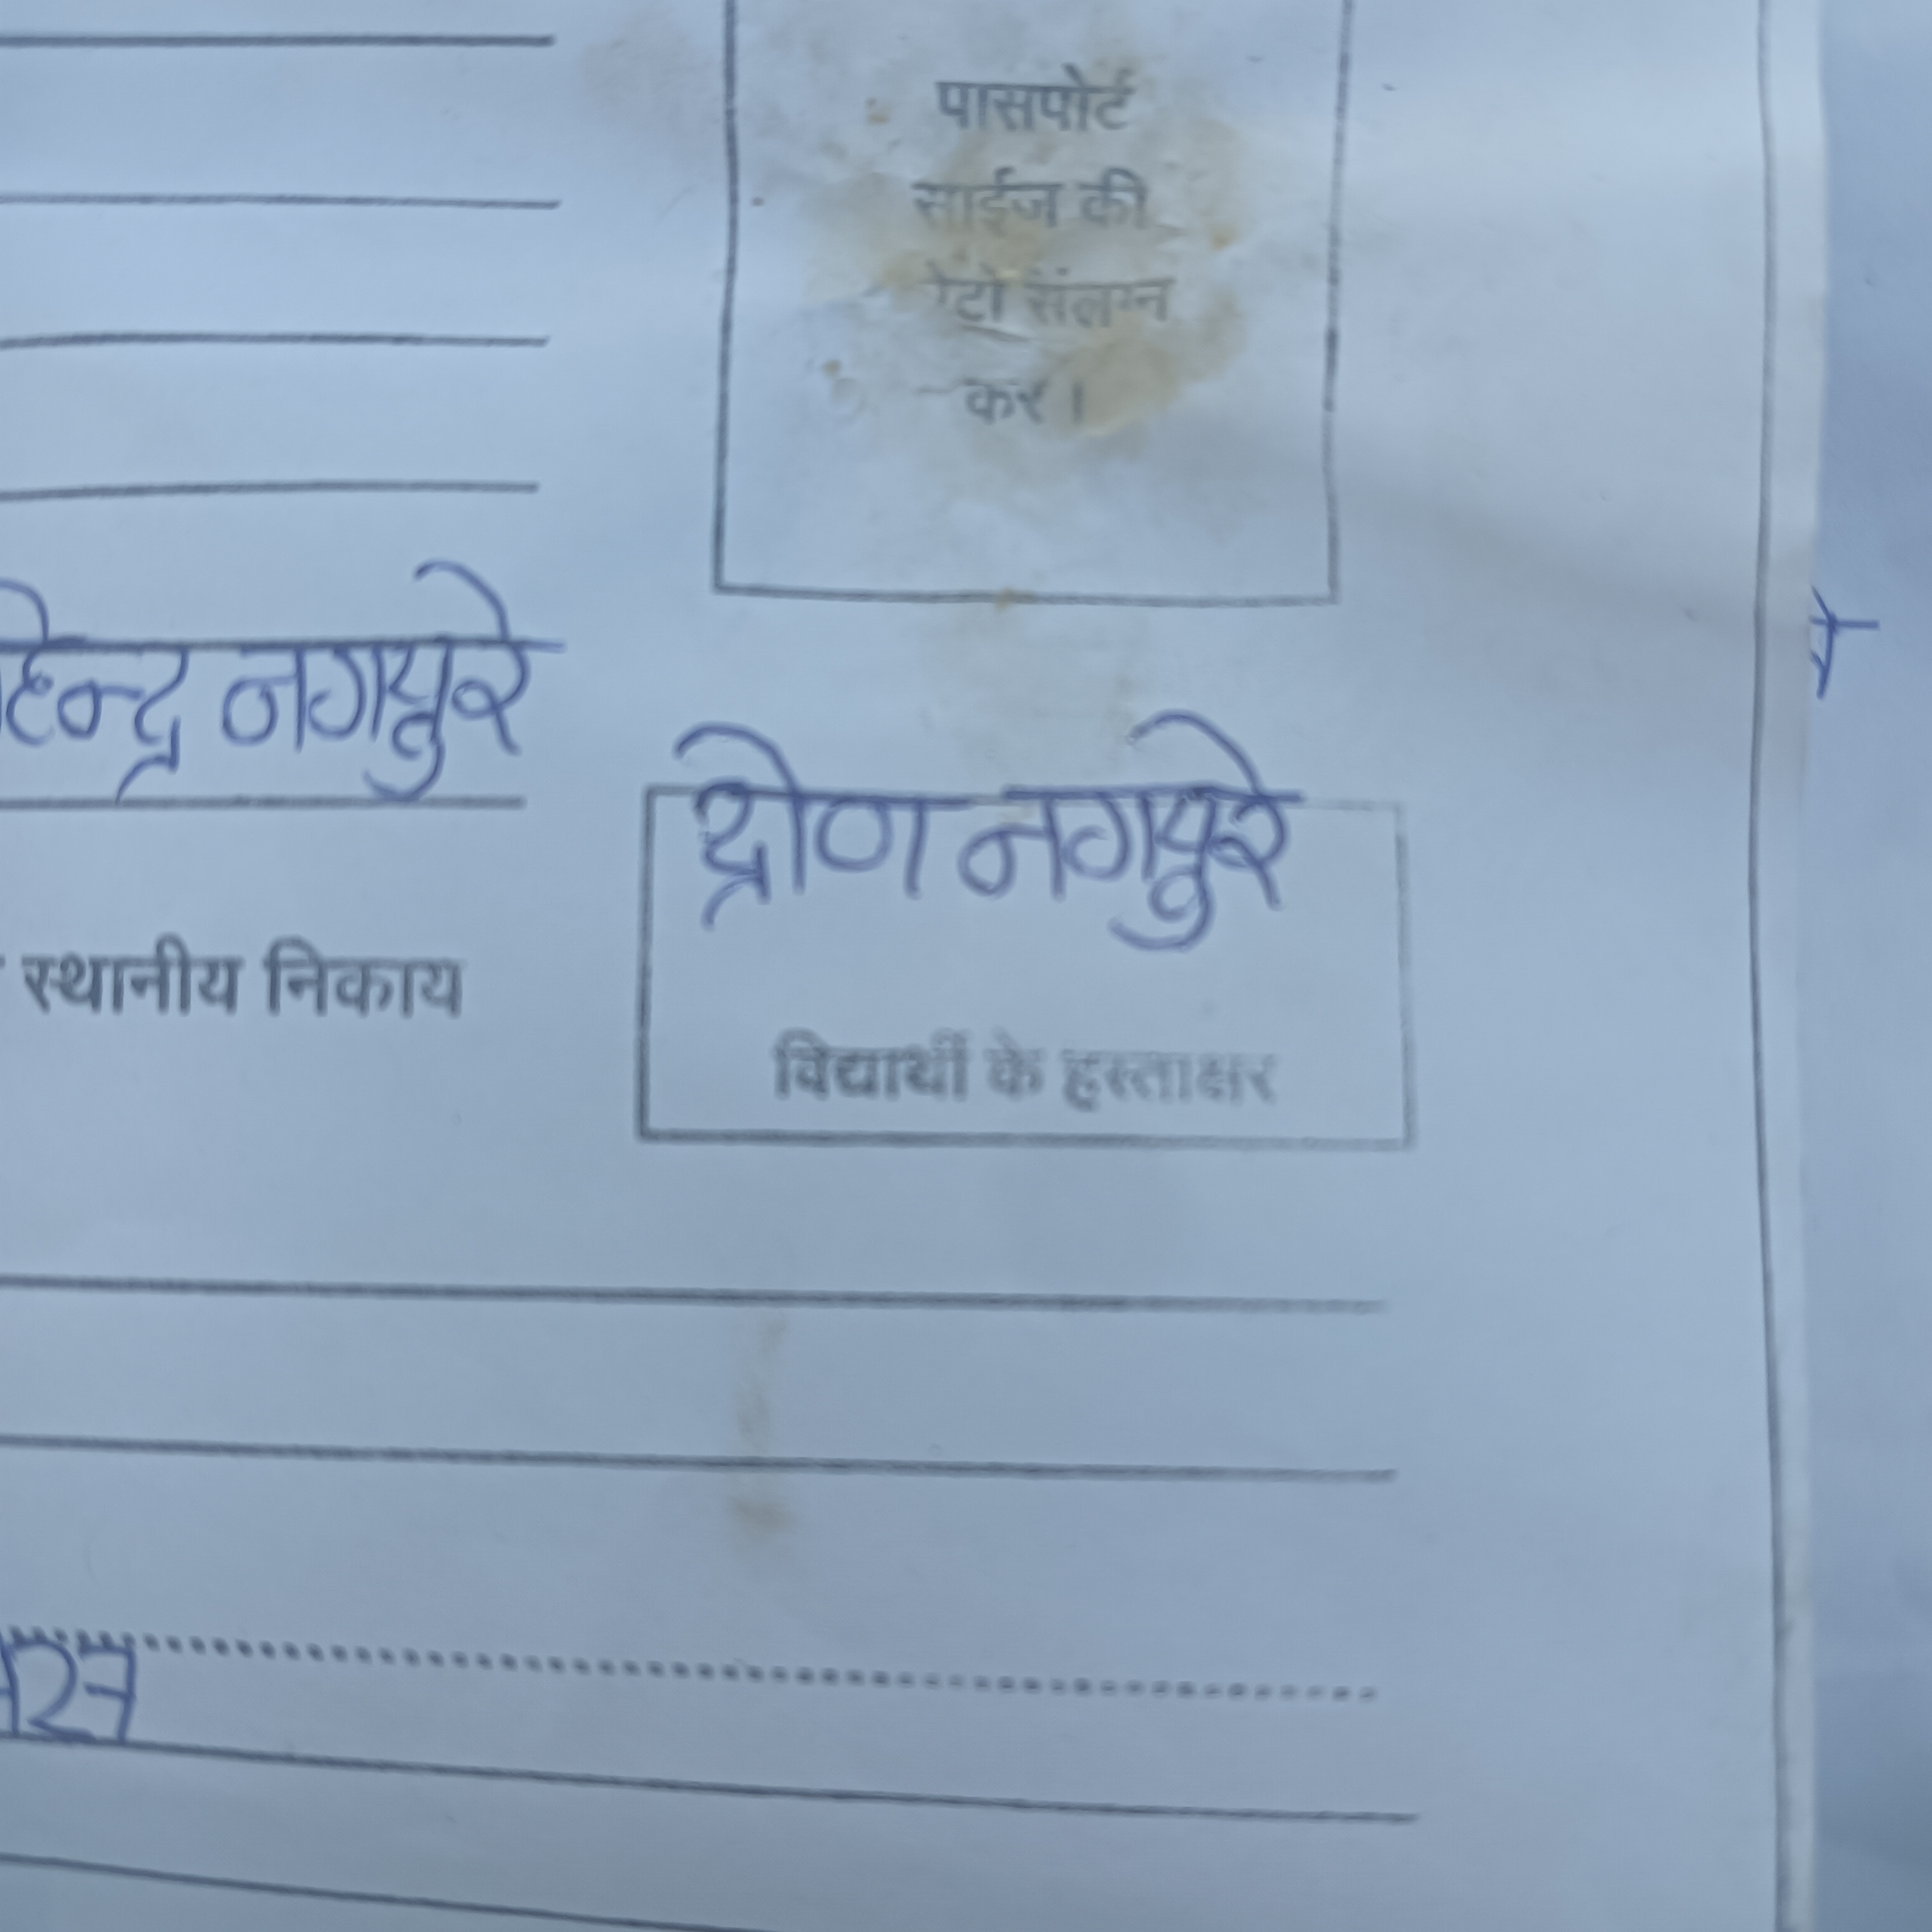 पासपोर्ट
साईज की
संलग्न
कर ।
नगपुरे
द्रोण नगपुरे
स्थानीय निकाय
विद्यार्थी के हस्ताक्षर